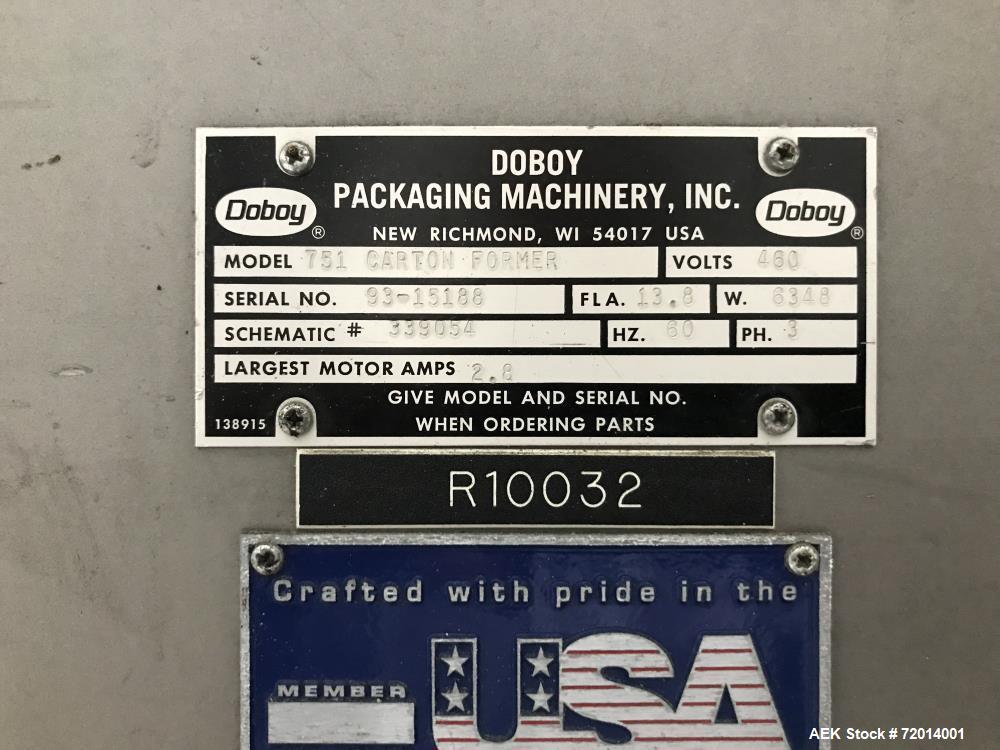 DOBOY
PACKAGING MACHINERY, INC.
Doboy ® Doboy ®
NEW RICHMOND, WI 54017 USA
MODEL 751 CARTON FORMER VOLTS 460
SERIAL NO. 93-15188 FLA. 13.8 W. 6348
SCHEMATIC # 339054 HZ. 60 PH. 3
LARGEST MOTOR AMPS 2.8
GIVE MODEL AND SERIAL NO.
138915 WHEN ORDERING PARTS
R10032
Crafted with pride in the
USA
MEMBER
AEK Stock # 72014001